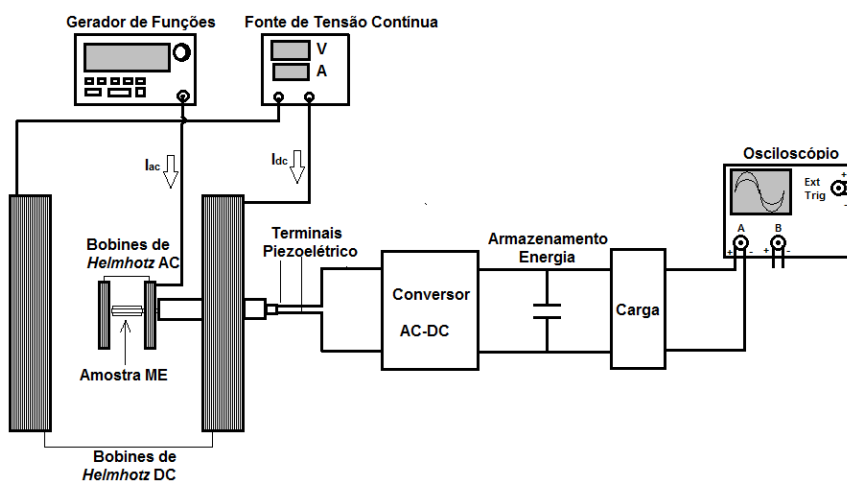 Gerador de Funções
Fonte de Tensão Contínua
V
A
Iac
Idc
Osciloscópio
Ext
Trig
+
-
A
B
+
-
+
-
Bobines de
Helmhotz AC
Terminais
Piezoelétrico
Armazenamento
Energia
Conversor
AC-DC
Carga
Amostra ME
Bobines de
Helmhotz DC